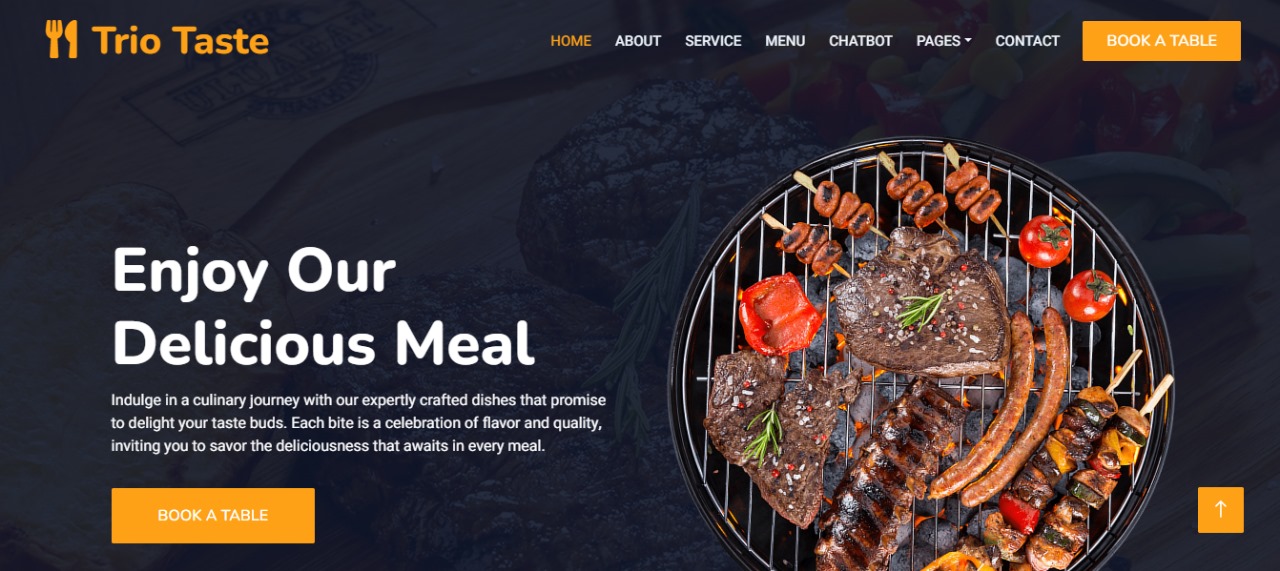 Trio Taste
HOME ABOUT SERVICE MENU CHATBOT PAGES CONTACT BOOK A TABLE
Enjoy Our
Delicious Meal
Indulge in a culinary journey with our expertly crafted dishes that promise
to delight your taste buds. Each bite is a celebration of flavor and quality,
inviting you to savor the deliciousness that awaits in every meal.
BOOK A TABLE